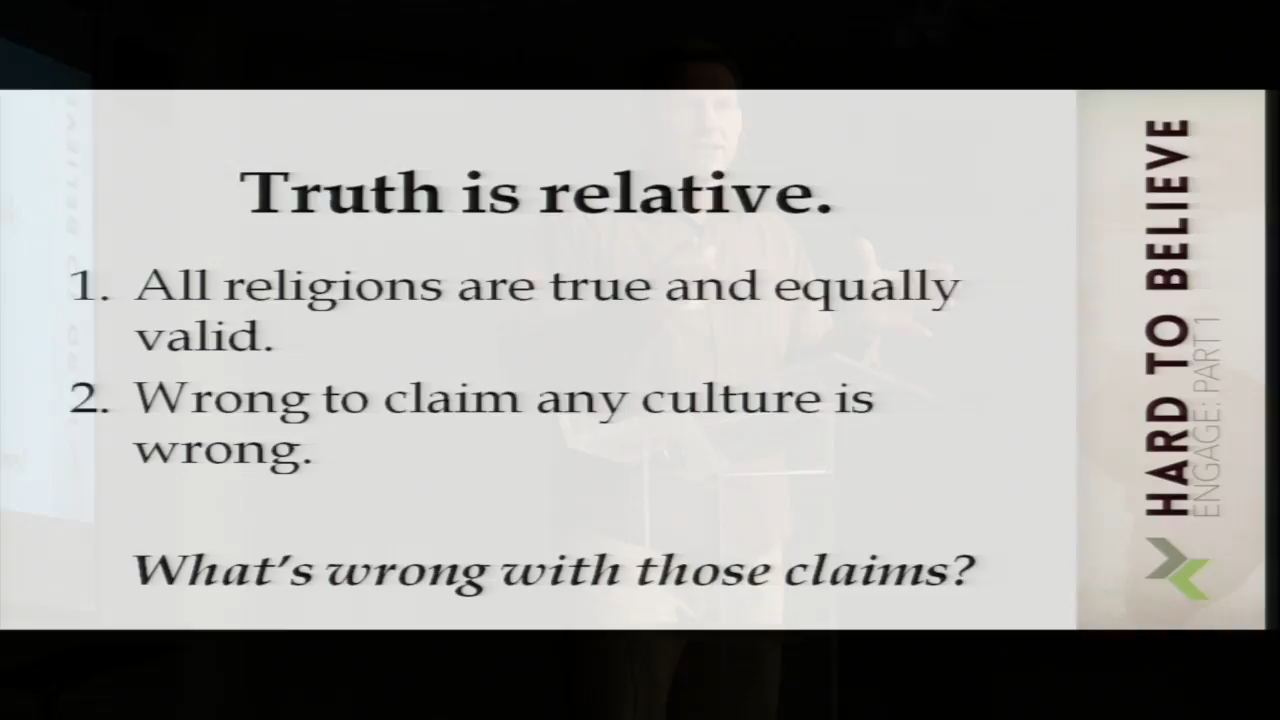 Truth is relative.
1. All religions are true and equally
valid.
2. Wrong to claim any culture is
wrong.
What's wrong with those claims?
HARD TO BELIEVE
ENGAGE: PART 1